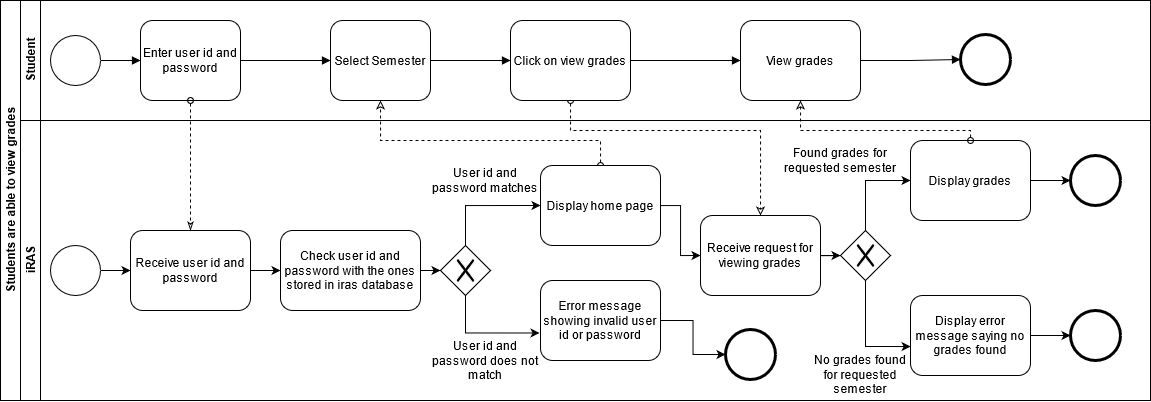 Students are able to view grades
Student
Enter user id and
password
Select Semester
Click on view grades
View grades
iRAS
Receive user id and
password
Check user id and
password with the ones
stored in iras database
User id and
password matches
Display home page
User id and
password does not
match
Error message
showing invalid user
id or password
Receive request for
viewing grades
Found grades for
requested semester
Display grades
No grades found
for requested
semester
Display error
message saying no
grades found